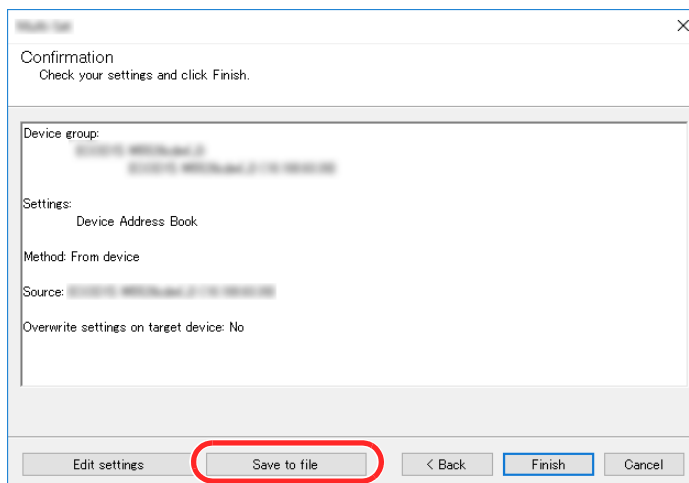 Confirmation
Check your settings and click Finish.
Device group:
Settings:
Device Address Book
Method: From device
Source:
Overwrite settings on target device: No
Edit settings
Save to file
< Back
Finish
Cancel